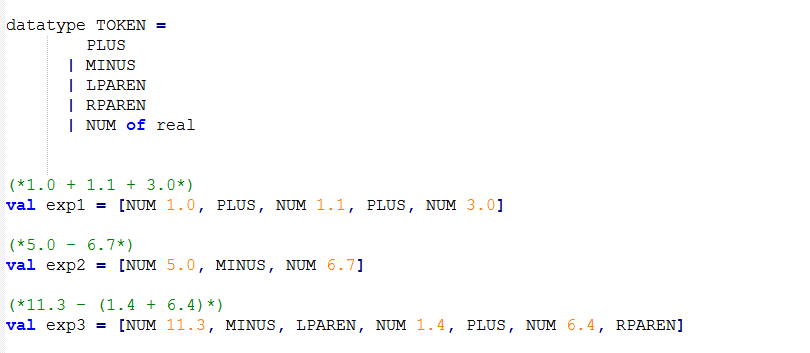 datatype TOKEN =
PLUS
| MINUS
| LPAREN
| RPAREN
| NUM of real
(*1.0 + 1.1 + 3.0*)
val exp1 = [NUM 1.0, PLUS, NUM 1.1, PLUS, NUM 3.0]
(*5.0 - 6.7*)
val exp2 = [NUM 5.0, MINUS, NUM 6.7]
(*11.3 - (1.4 + 6.4)*)
val exp3 = [NUM 11.3, MINUS, LPAREN, NUM 1.4, PLUS, NUM 6.4, RPAREN]